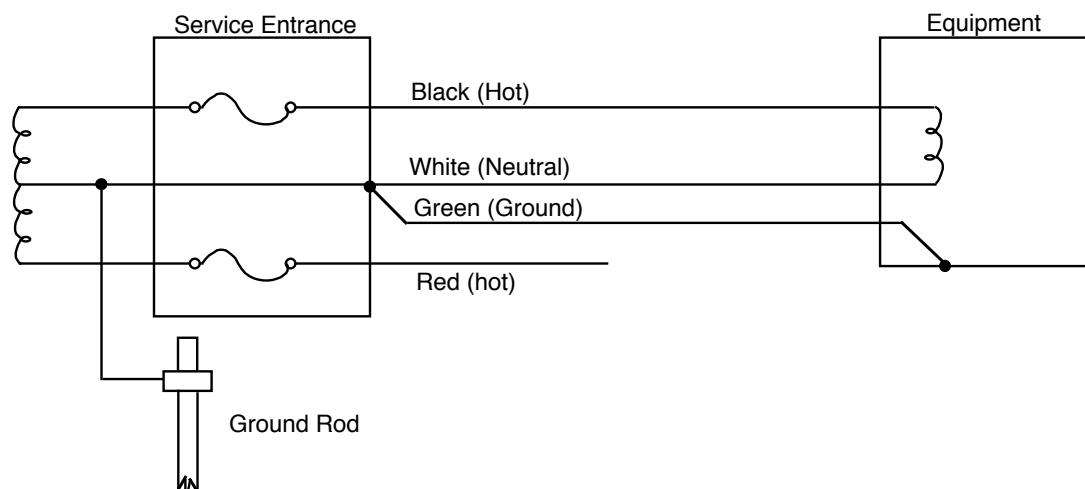 Service Entrance
Equipment
Black (Hot)
White (Neutral)
Green (Ground)
Red (hot)
Ground Rod